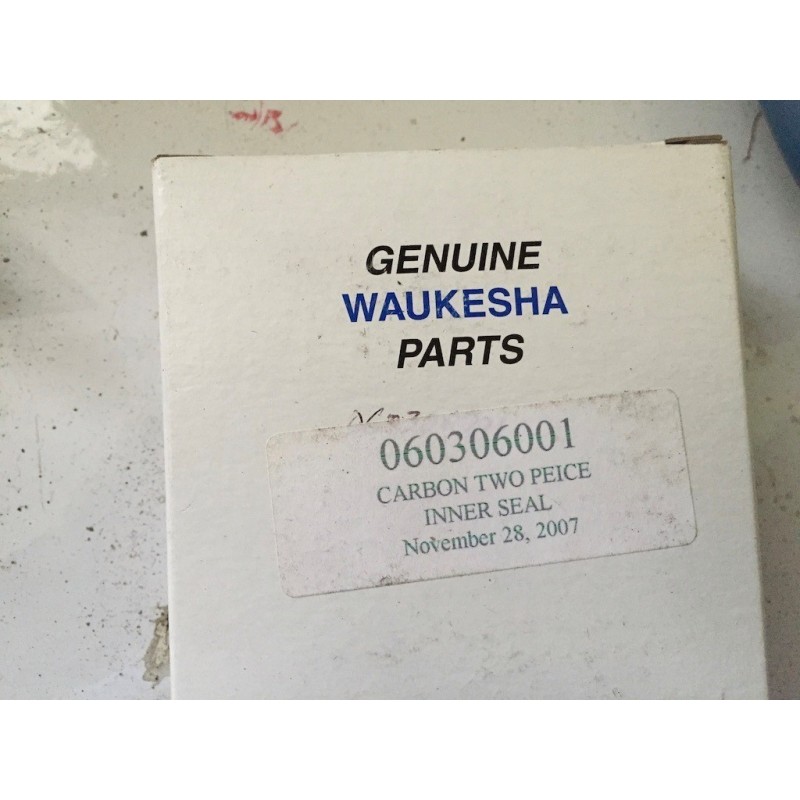 GENUINE
WAUKESHA
PARTS
060306001
CARBON TWO PEICE
INNER SEAL
November 28, 2007